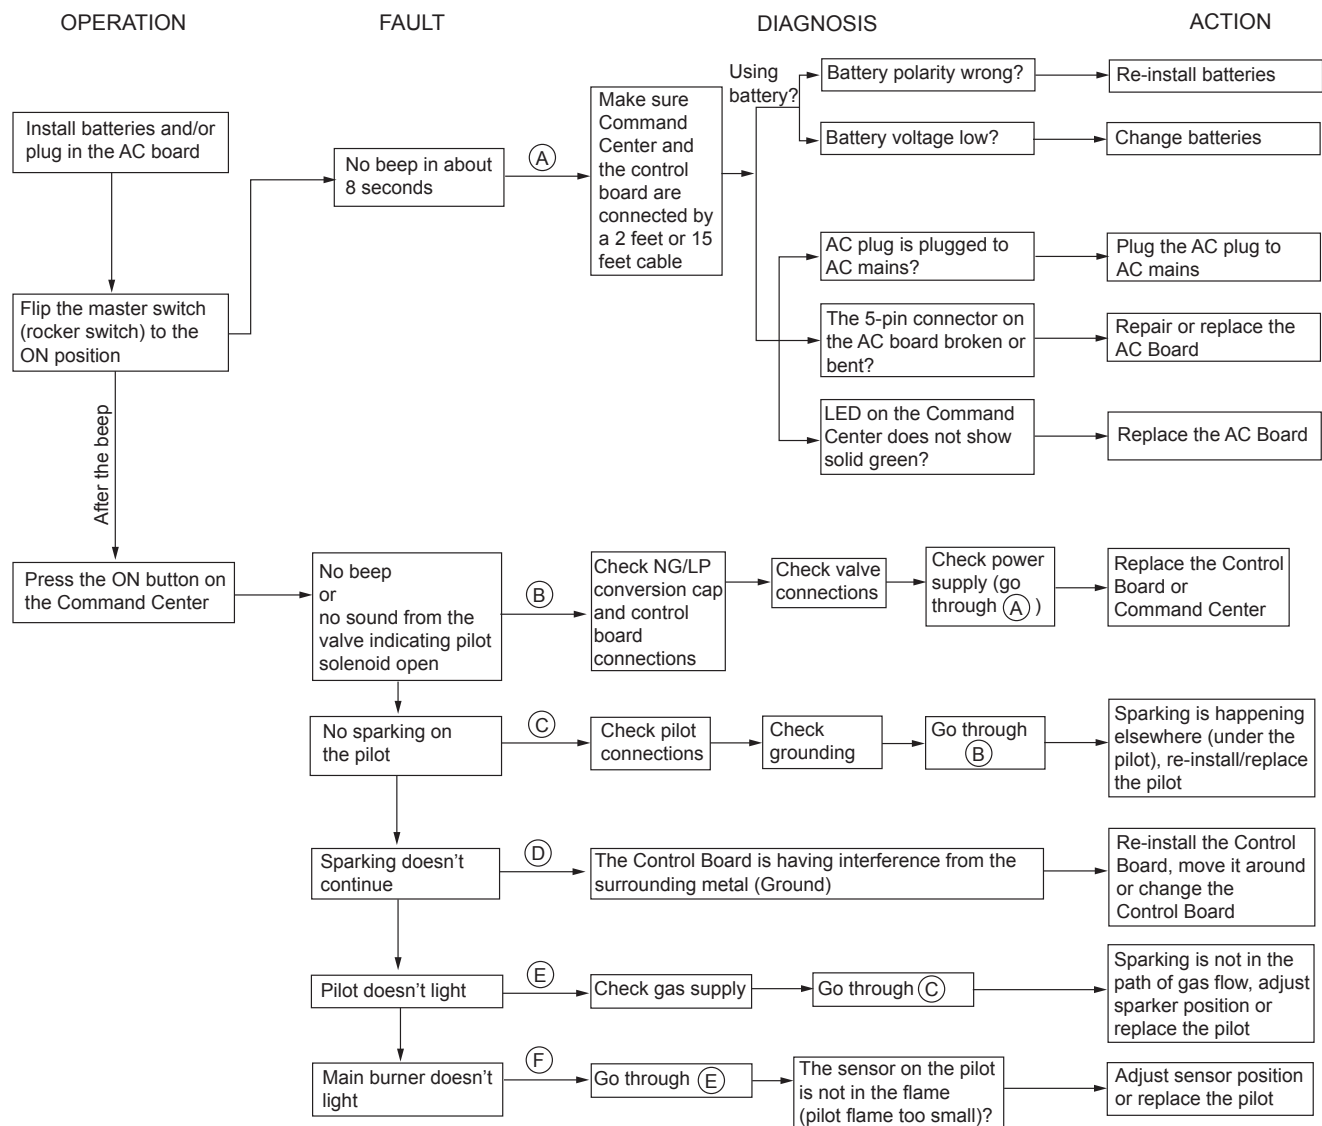 OPERATION
FAULT
DIAGNOSIS
ACTION
Install batteries and/or
plug in the AC board
Flip the master switch
(rocker switch) to the
ON position
After the beep
Press the ON button on
the Command Center
No beep in about
8 seconds
A
Make sure
Command
Center and
the control
board are
connected by
a 2 feet or 15
feet cable
Using
battery?
Battery polarity wrong?
Re-install batteries
Battery voltage low?
Change batteries
AC plug is plugged to
AC mains?
Plug the AC plug to
AC mains
The 5-pin connector on
the AC board broken or
bent?
Repair or replace the
AC Board
LED on the Command
Center does not show
solid green?
Replace the AC Board
No beep
or
no sound from the
valve indicating pilot
solenoid open
B
Check NG/LP
conversion cap
and control
board
connections
Check valve
connections
Check power
supply (go
through A )
Replace the Control
Board or
Command Center
No sparking on
the pilot
C
Check pilot
connections
Check
grounding
Go through
B
Sparking is happening
elsewhere (under the
pilot), re-install/replace
the pilot
Sparking doesn't
continue
D
The Control Board is having interference from the
surrounding metal (Ground)
Re-install the Control
Board, move it around
or change the
Control Board
Pilot doesn't light
E
Check gas supply
Go through C
Sparking is not in the
path of gas flow, adjust
sparker position or
replace the pilot
Main burner doesn't
light
F
Go through E
The sensor on the pilot
is not in the flame
(pilot flame too small)?
Adjust sensor position
or replace the pilot